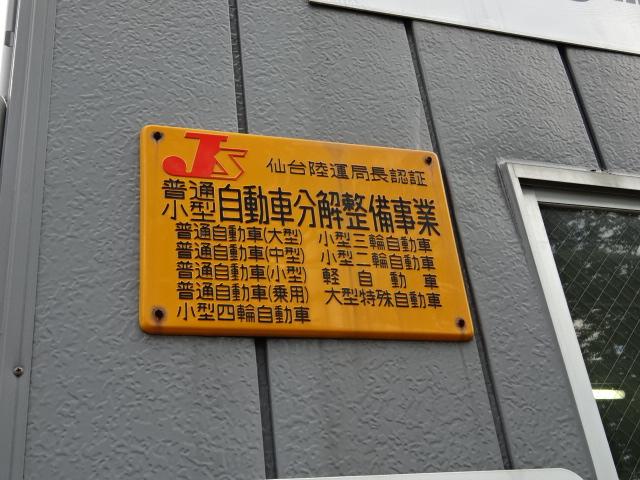 JS 仙台陸運局長認証
普通
小型 自動車分解整備事業
普通自動車(大型) 小型三輪自動車
普通自動車(中型) 小型二輪自動車
普通自動車(小型) 軽自動車
普通自動車(乗用) 大型特殊自動車
小型四輪自動車